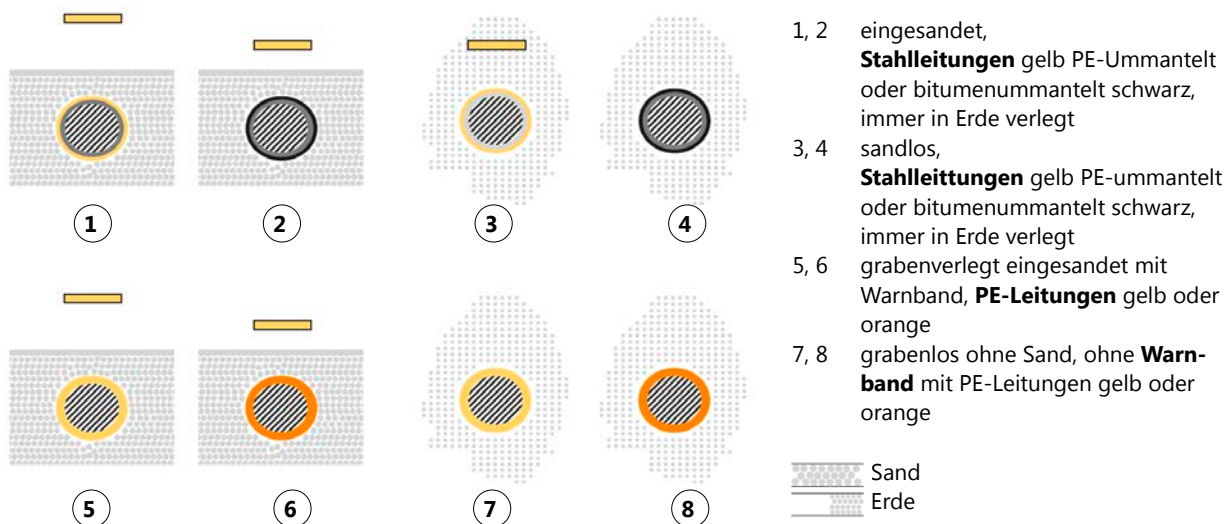 1, 2 eingesandet,
Stahlleitungen gelb PE-Ummantelt
oder bitumenummantelt schwarz,
immer in Erde verlegt
3, 4 sandlos,
Stahlleittungen gelb PE-ummantelt
oder bitumenummantelt schwarz,
immer in Erde verlegt
5, 6 grabenverlegt eingesandet mit
Warnband, PE-Leitungen gelb oder
orange
7, 8 grabenlos ohne Sand, ohne Warn-
band mit PE-Leitungen gelb oder
orange
Sand
Erde
1 2 3 4
5 6 7 8